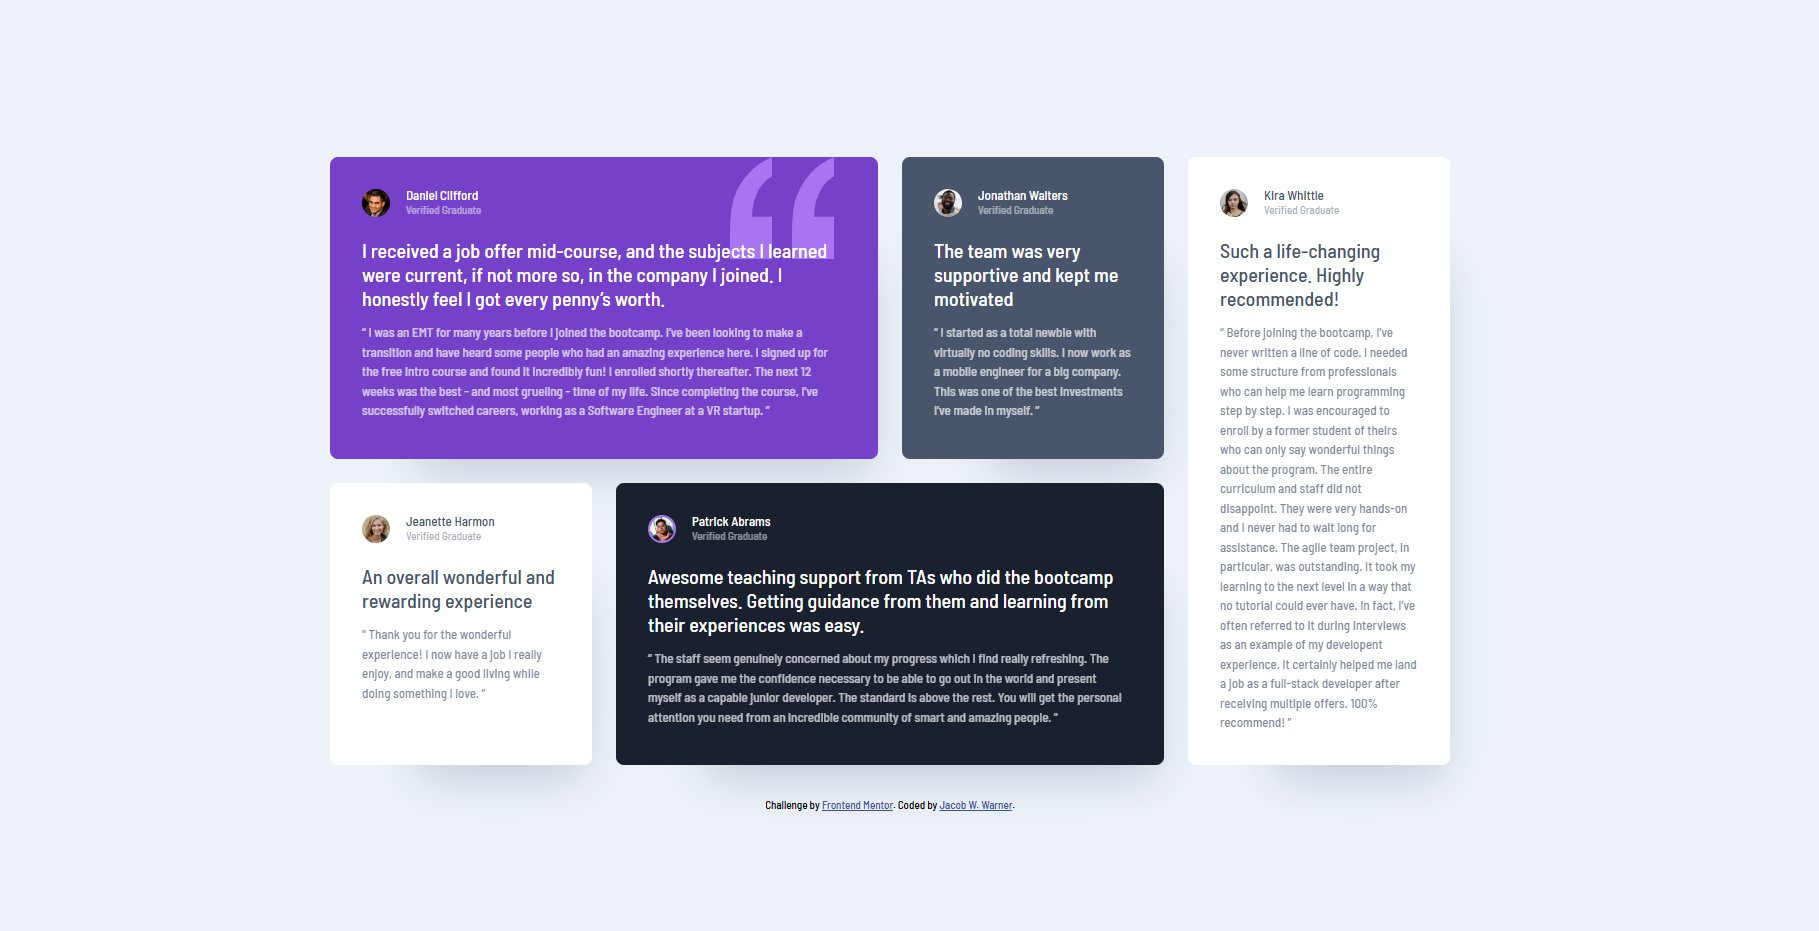 Daniel Clifford
Verified Graduate
I received a job offer mid-course, and the subjects I learned
were current, if not more so, in the company I joined. I
honestly feel I got every penny’s worth.
“ I was an EMT for many years before I joined the bootcamp. I’ve been looking to make a
transition and have heard some people who had an amazing experience here. I signed up for
the free intro course and found it incredibly fun! I enrolled shortly thereafter. The next 12
weeks was the best - and most grueling - time of my life. Since completing the course, I’ve
successfully switched careers, working as a Software Engineer at a VR startup. ”
Jonathan Walters
Verified Graduate
The team was very
supportive and kept me
motivated
“ I started as a total newbie with
virtually no coding skills. I now work as
a mobile engineer for a big company.
This was one of the best investments
I’ve made in myself. ”
Kira Whittle
Verified Graduate
Such a life-changing
experience. Highly
recommended!
“ Before joining the bootcamp, I’ve
never written a line of code. I needed
some structure from professionals
who can help me learn programming
step by step. I was encouraged to
enroll by a former student of theirs
who can only say wonderful things
about the program. The entire
curriculum and staff did not
disappoint. They were very hands-on
and I never had to wait long for
assistance. The agile team project, in
particular, was outstanding. It took my
learning to the next level in a way that
no tutorial could ever have. In fact, I’ve
often referred to it during interviews
as an example of my developent
experience. It certainly helped me land
a job as a full-stack developer after
receiving multiple offers. 100%
recommend! ”
Jeanette Harmon
Verified Graduate
An overall wonderful and
rewarding experience
“ Thank you for the wonderful
experience! I now have a job I really
enjoy, and make a good living while
doing something I love. ”
Patrick Abrams
Verified Graduate
Awesome teaching support from TAs who did the bootcamp
themselves. Getting guidance from them and learning from
their experiences was easy.
“ The staff seem genuinely concerned about my progress which I find really refreshing. The
program gave me the confidence necessary to be able to go out in the world and present
myself as a capable junior developer. The standard is above the rest. You will get the personal
attention you need from an incredible community of smart and amazing people. ”
Challenge by Frontend Mentor. Coded by Jacob W. Warner.